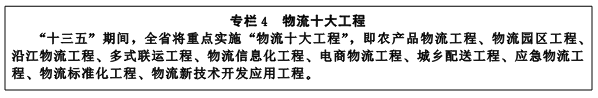 专栏 4　物流十大工程
“十三五”期间，全省将重点实施“物流十大工程”，即农产品物流工程、物流园区工程、
沿江物流工程、多式联运工程、物流信息化工程、电商物流工程、城乡配送工程、应急物流工
程、物流标准化工程、物流新技术开发应用工程。